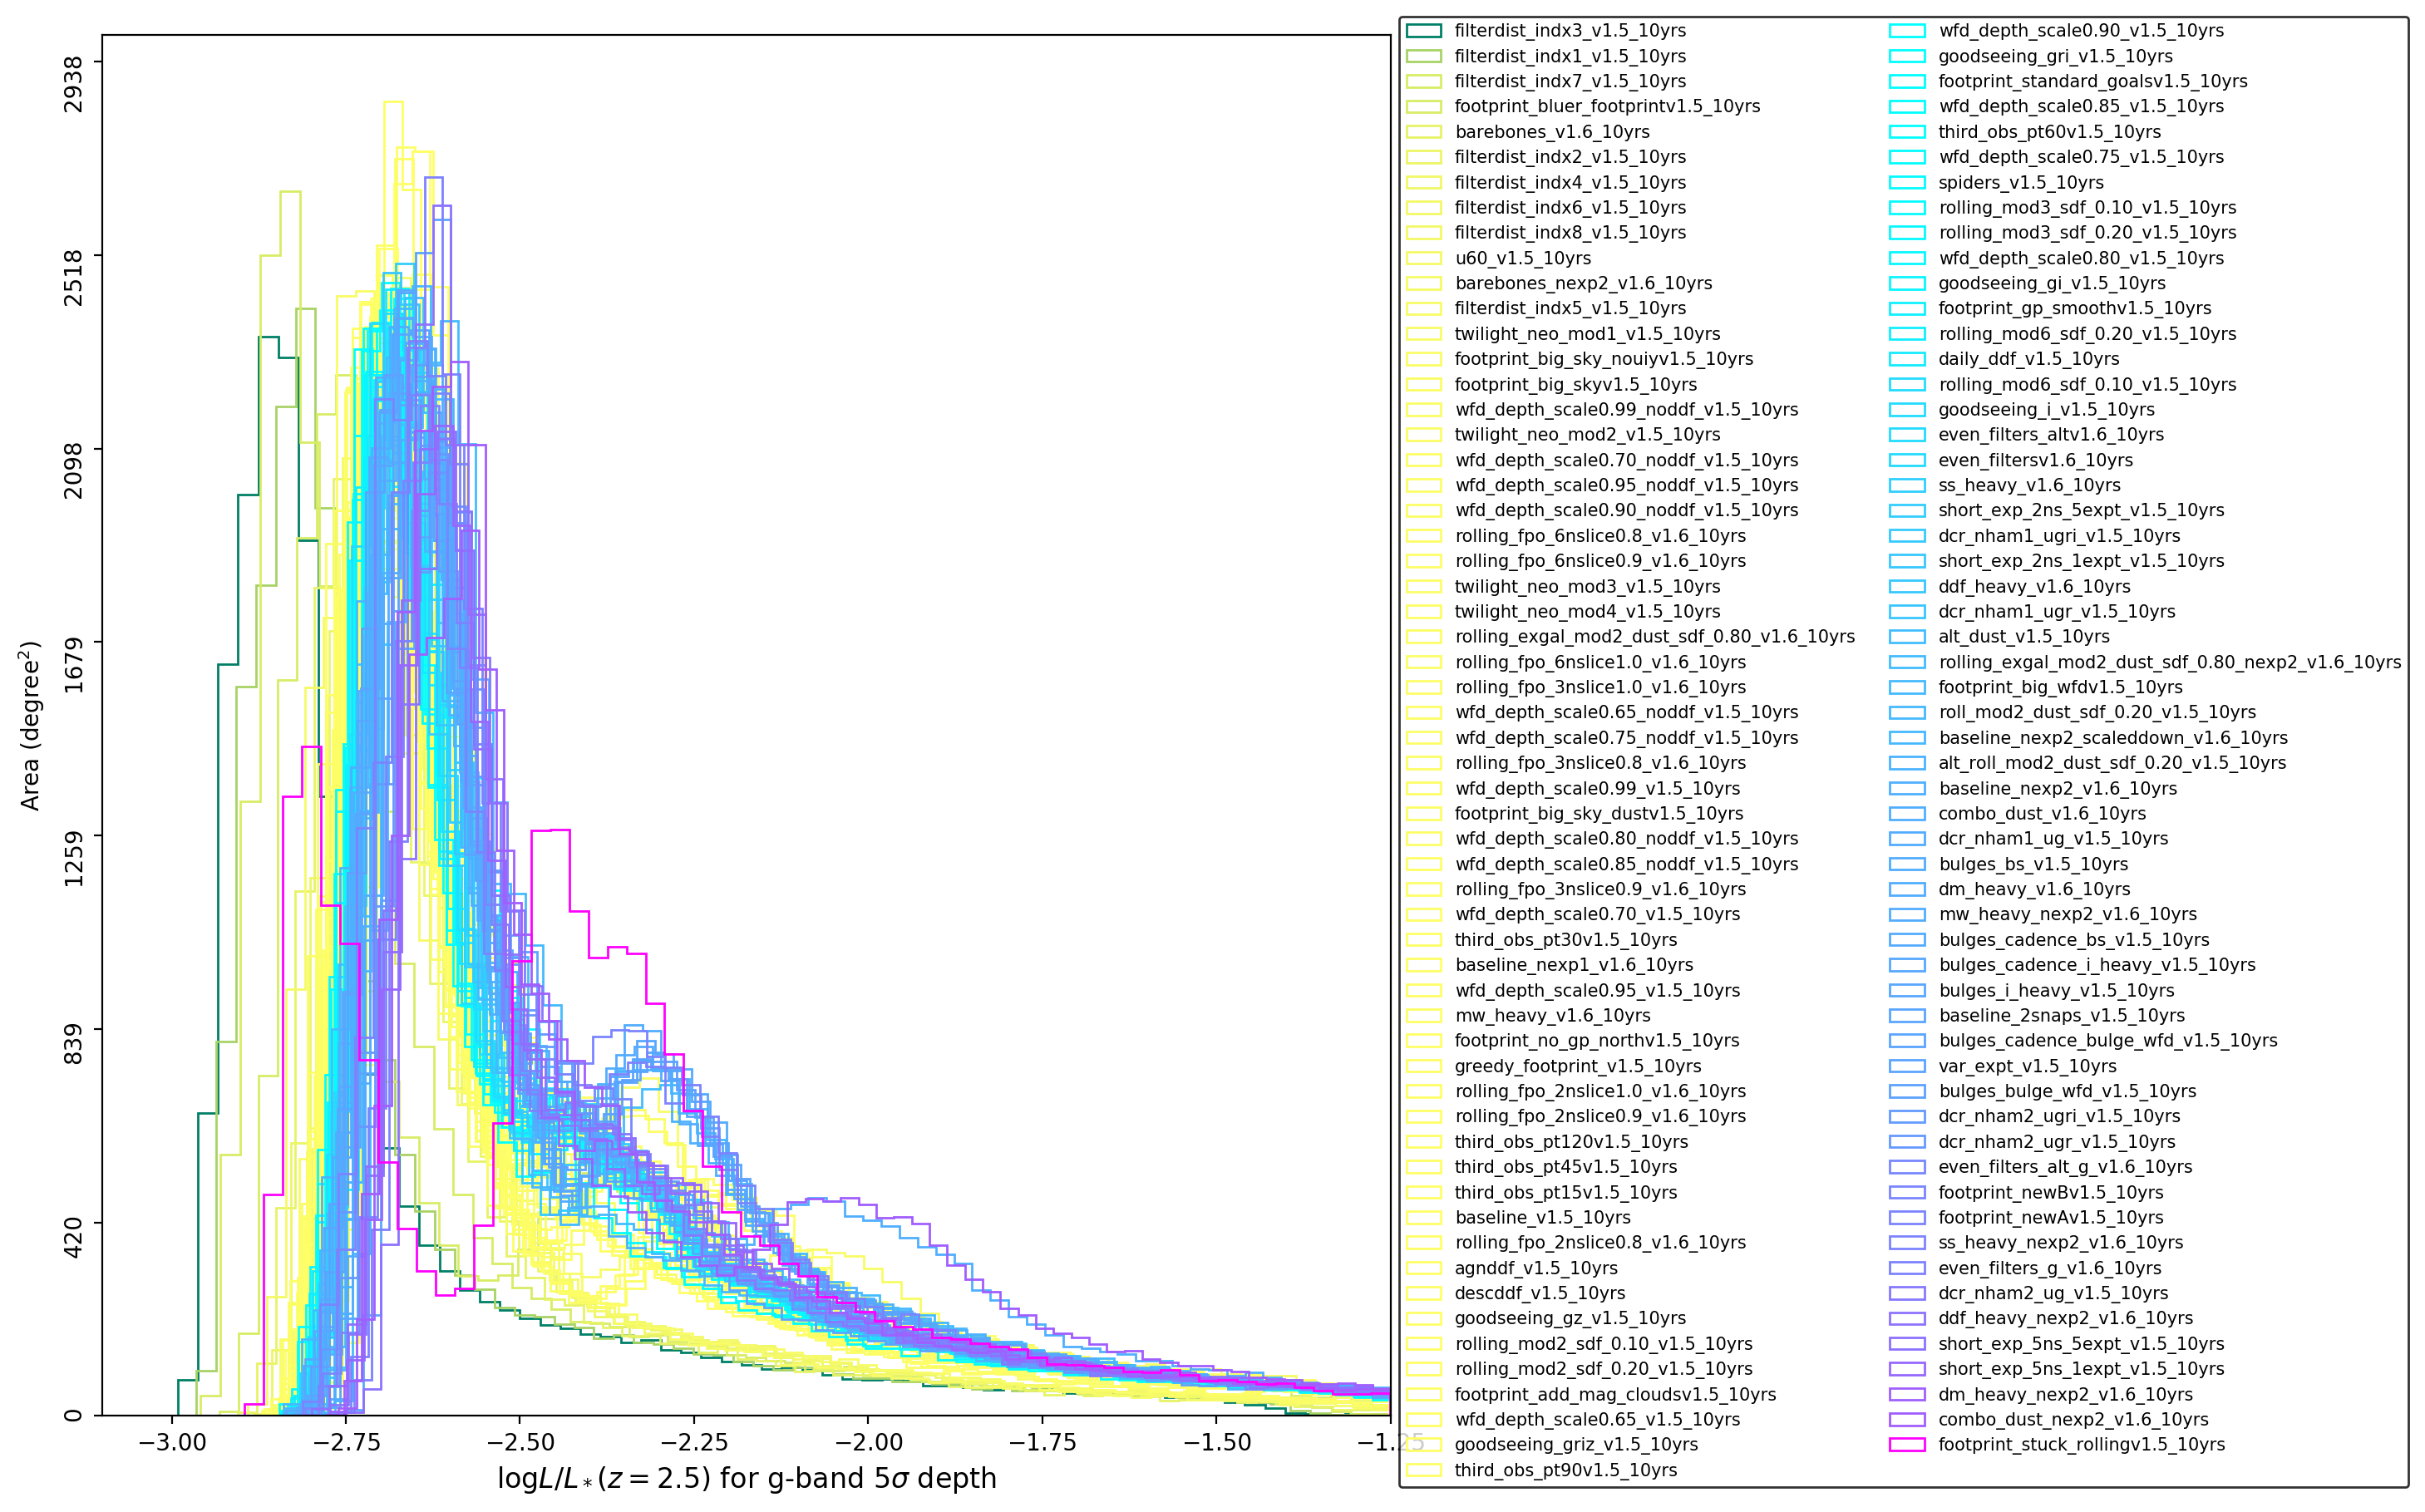 2938
2518
2098
1679
1259
839
420
0
Area (degree²)
−3.00 −2.75 −2.50 −2.25 −2.00 −1.75 −1.50 −1.25
logL/L*(z = 2.5) for g-band 5σ depth
filterdist_indx3_v1.5_10yrs
filterdist_indx1_v1.5_10yrs
filterdist_indx7_v1.5_10yrs
footprint_bluer_footprintv1.5_10yrs
barebones_v1.6_10yrs
filterdist_indx2_v1.5_10yrs
filterdist_indx4_v1.5_10yrs
filterdist_indx6_v1.5_10yrs
filterdist_indx8_v1.5_10yrs
u60_v1.5_10yrs
barebones_nexp2_v1.6_10yrs
filterdist_indx5_v1.5_10yrs
twilight_neo_mod1_v1.5_10yrs
footprint_big_sky_nouiyv1.5_10yrs
footprint_big_skyv1.5_10yrs
wfd_depth_scale0.99_noddf_v1.5_10yrs
twilight_neo_mod2_v1.5_10yrs
wfd_depth_scale0.70_noddf_v1.5_10yrs
wfd_depth_scale0.95_noddf_v1.5_10yrs
wfd_depth_scale0.90_noddf_v1.5_10yrs
rolling_fpo_6nslice0.8_v1.6_10yrs
rolling_fpo_6nslice0.9_v1.6_10yrs
twilight_neo_mod3_v1.5_10yrs
twilight_neo_mod4_v1.5_10yrs
rolling_exgal_mod2_dust_sdf_0.80_v1.6_10yrs
rolling_fpo_6nslice1.0_v1.6_10yrs
rolling_fpo_3nslice1.0_v1.6_10yrs
wfd_depth_scale0.65_noddf_v1.5_10yrs
wfd_depth_scale0.75_noddf_v1.5_10yrs
rolling_fpo_3nslice0.8_v1.6_10yrs
wfd_depth_scale0.99_v1.5_10yrs
footprint_big_sky_dustv1.5_10yrs
wfd_depth_scale0.80_noddf_v1.5_10yrs
wfd_depth_scale0.85_noddf_v1.5_10yrs
rolling_fpo_3nslice0.9_v1.6_10yrs
wfd_depth_scale0.70_v1.5_10yrs
third_obs_pt30v1.5_10yrs
baseline_nexp1_v1.6_10yrs
wfd_depth_scale0.95_v1.5_10yrs
mw_heavy_v1.6_10yrs
footprint_no_gp_northv1.5_10yrs
greedy_footprint_v1.5_10yrs
rolling_fpo_2nslice1.0_v1.6_10yrs
rolling_fpo_2nslice0.9_v1.6_10yrs
third_obs_pt120v1.5_10yrs
third_obs_pt45v1.5_10yrs
third_obs_pt15v1.5_10yrs
baseline_v1.5_10yrs
rolling_fpo_2nslice0.8_v1.6_10yrs
agnddf_v1.5_10yrs
descddf_v1.5_10yrs
goodseeing_gz_v1.5_10yrs
rolling_mod2_sdf_0.10_v1.5_10yrs
rolling_mod2_sdf_0.20_v1.5_10yrs
footprint_add_mag_cloudsv1.5_10yrs
wfd_depth_scale0.65_v1.5_10yrs
goodseeing_griz_v1.5_10yrs
third_obs_pt90v1.5_10yrs
wfd_depth_scale0.90_v1.5_10yrs
goodseeing_gri_v1.5_10yrs
footprint_standard_goalsv1.5_10yrs
wfd_depth_scale0.85_v1.5_10yrs
third_obs_pt60v1.5_10yrs
wfd_depth_scale0.75_v1.5_10yrs
spiders_v1.5_10yrs
rolling_mod3_sdf_0.10_v1.5_10yrs
rolling_mod3_sdf_0.20_v1.5_10yrs
wfd_depth_scale0.80_v1.5_10yrs
goodseeing_gi_v1.5_10yrs
footprint_gp_smoothv1.5_10yrs
rolling_mod6_sdf_0.20_v1.5_10yrs
daily_ddf_v1.5_10yrs
rolling_mod6_sdf_0.10_v1.5_10yrs
goodseeing_i_v1.5_10yrs
even_filters_altv1.6_10yrs
even_filtersv1.6_10yrs
ss_heavy_v1.6_10yrs
short_exp_2ns_5expt_v1.5_10yrs
dcr_nham1_ugri_v1.5_10yrs
short_exp_2ns_1expt_v1.5_10yrs
ddf_heavy_v1.6_10yrs
dcr_nham1_ugr_v1.5_10yrs
alt_dust_v1.5_10yrs
rolling_exgal_mod2_dust_sdf_0.80_nexp2_v1.6_10yrs
footprint_big_wfdv1.5_10yrs
roll_mod2_dust_sdf_0.20_v1.5_10yrs
baseline_nexp2_scaleddown_v1.6_10yrs
alt_roll_mod2_dust_sdf_0.20_v1.5_10yrs
baseline_nexp2_v1.6_10yrs
combo_dust_v1.6_10yrs
dcr_nham1_ug_v1.5_10yrs
bulges_bs_v1.5_10yrs
dm_heavy_v1.6_10yrs
mw_heavy_nexp2_v1.6_10yrs
bulges_cadence_bs_v1.5_10yrs
bulges_cadence_i_heavy_v1.5_10yrs
bulges_i_heavy_v1.5_10yrs
baseline_2snaps_v1.5_10yrs
bulges_cadence_bulge_wfd_v1.5_10yrs
var_expt_v1.5_10yrs
bulges_bulge_wfd_v1.5_10yrs
dcr_nham2_ugri_v1.5_10yrs
dcr_nham2_ugr_v1.5_10yrs
even_filters_alt_g_v1.6_10yrs
footprint_newBv1.5_10yrs
footprint_newAv1.5_10yrs
ss_heavy_nexp2_v1.6_10yrs
even_filters_g_v1.6_10yrs
dcr_nham2_ug_v1.5_10yrs
ddf_heavy_nexp2_v1.6_10yrs
short_exp_5ns_5expt_v1.5_10yrs
short_exp_5ns_1expt_v1.5_10yrs
dm_heavy_nexp2_v1.6_10yrs
combo_dust_nexp2_v1.6_10yrs
footprint_stuck_rollingv1.5_10yrs